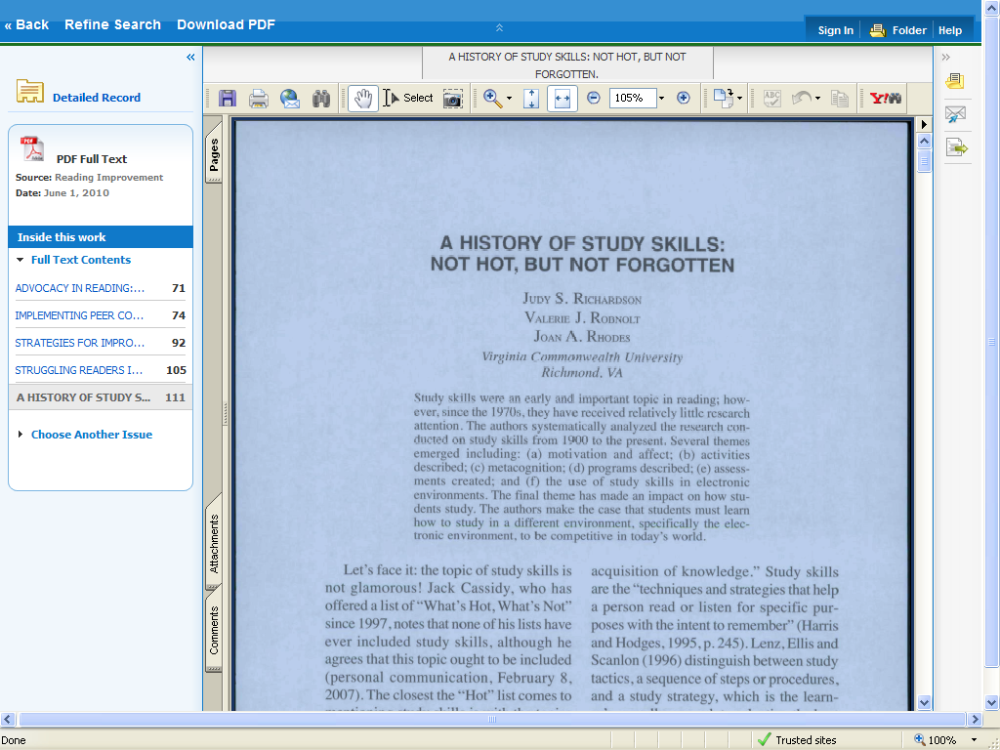 « Back Refine Search Download PDF
Sign In Folder Help
«
Detailed Record
PDF
PDF Full Text
Source: Reading Improvement
Date: June 1, 2010
Inside this work
Full Text Contents
ADVOCACY IN READING:... 71
IMPLEMENTING PEER CO... 74
STRATEGIES FOR IMPRO... 92
STRUGGLING READERS I... 105
A HISTORY OF STUDY S... 111
Choose Another Issue
A HISTORY OF STUDY SKILLS: NOT HOT, BUT NOT
FORGOTTEN.
»
Select 105% ABC Y!
Pages
Attachments
Comments
A HISTORY OF STUDY SKILLS:
NOT HOT, BUT NOT FORGOTTEN
JUDY S. RICHARDSON
VALERIE J. ROBNOLT
JOAN A. RHODES
Virginia Commonwealth University
Richmond, VA
Study skills were an early and important topic in reading; how-
ever, since the 1970s, they have received relatively little research
attention. The authors systematically analyzed the research con-
ducted on study skills from 1900 to the present. Several themes
emerged including: (a) motivation and affect; (b) activities
described; (c) metacognition; (d) programs described; (e) assess-
ments created; and (f) the use of study skills in electronic
environments. The final theme has made an impact on how stu-
dents study. The authors make the case that students must learn
how to study in a different environment, specifically the elec-
tronic environment, to be competitive in today's world.
Let's face it: the topic of study skills is
not glamorous! Jack Cassidy, who has
offered a list of "What's Hot, What's Not"
since 1997, notes that none of his lists have
ever included study skills, although he
agrees that this topic ought to be included
(personal communication, February 8,
2007). The closest the "Hot" list comes to
acquisition of knowledge." Study skills
are the "techniques and strategies that help
a person read or listen for specific pur-
poses with the intent to remember" (Harris
and Hodges, 1995, p. 245). Lenz, Ellis and
Scanlon (1996) distinguish between study
tactics, a sequence of steps or procedures,
and a study strategy, which is the learn-
Done Trusted sites 100%